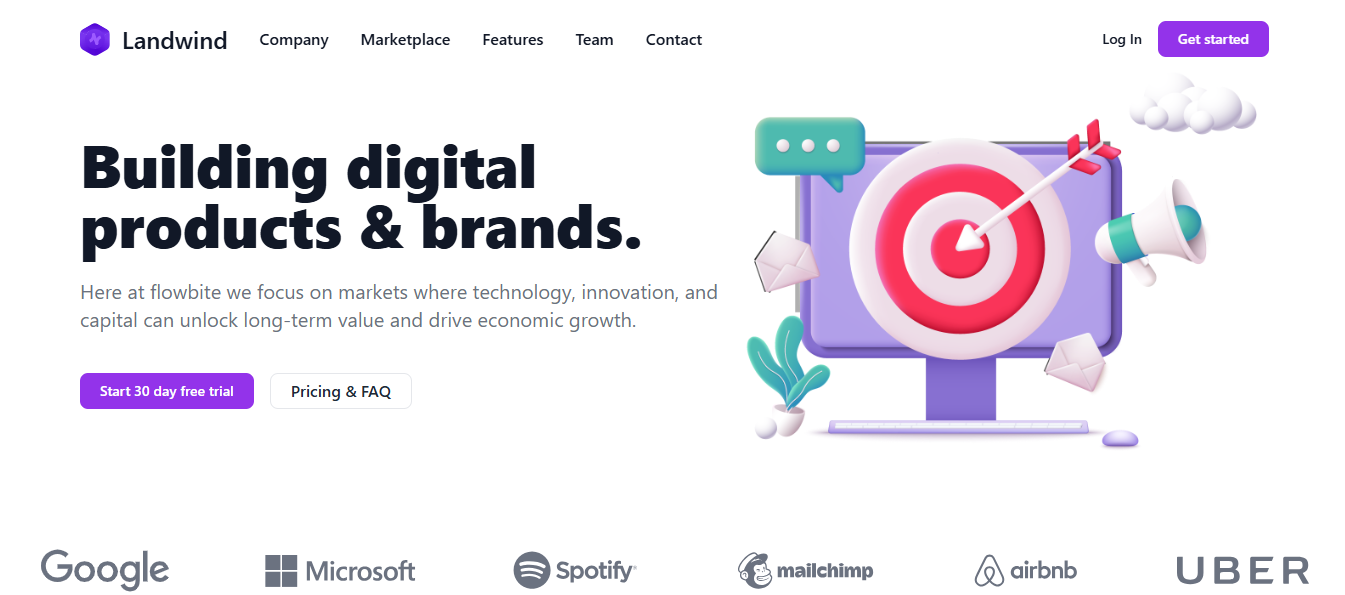 Landwind Company Marketplace Features Team Contact Log In Get started
Building digital
products & brands.
Here at flowbite we focus on markets where technology, innovation, and
capital can unlock long-term value and drive economic growth.
Start 30 day free trial Pricing & FAQ
Google Microsoft Spotify mailchimp airbnb UBER